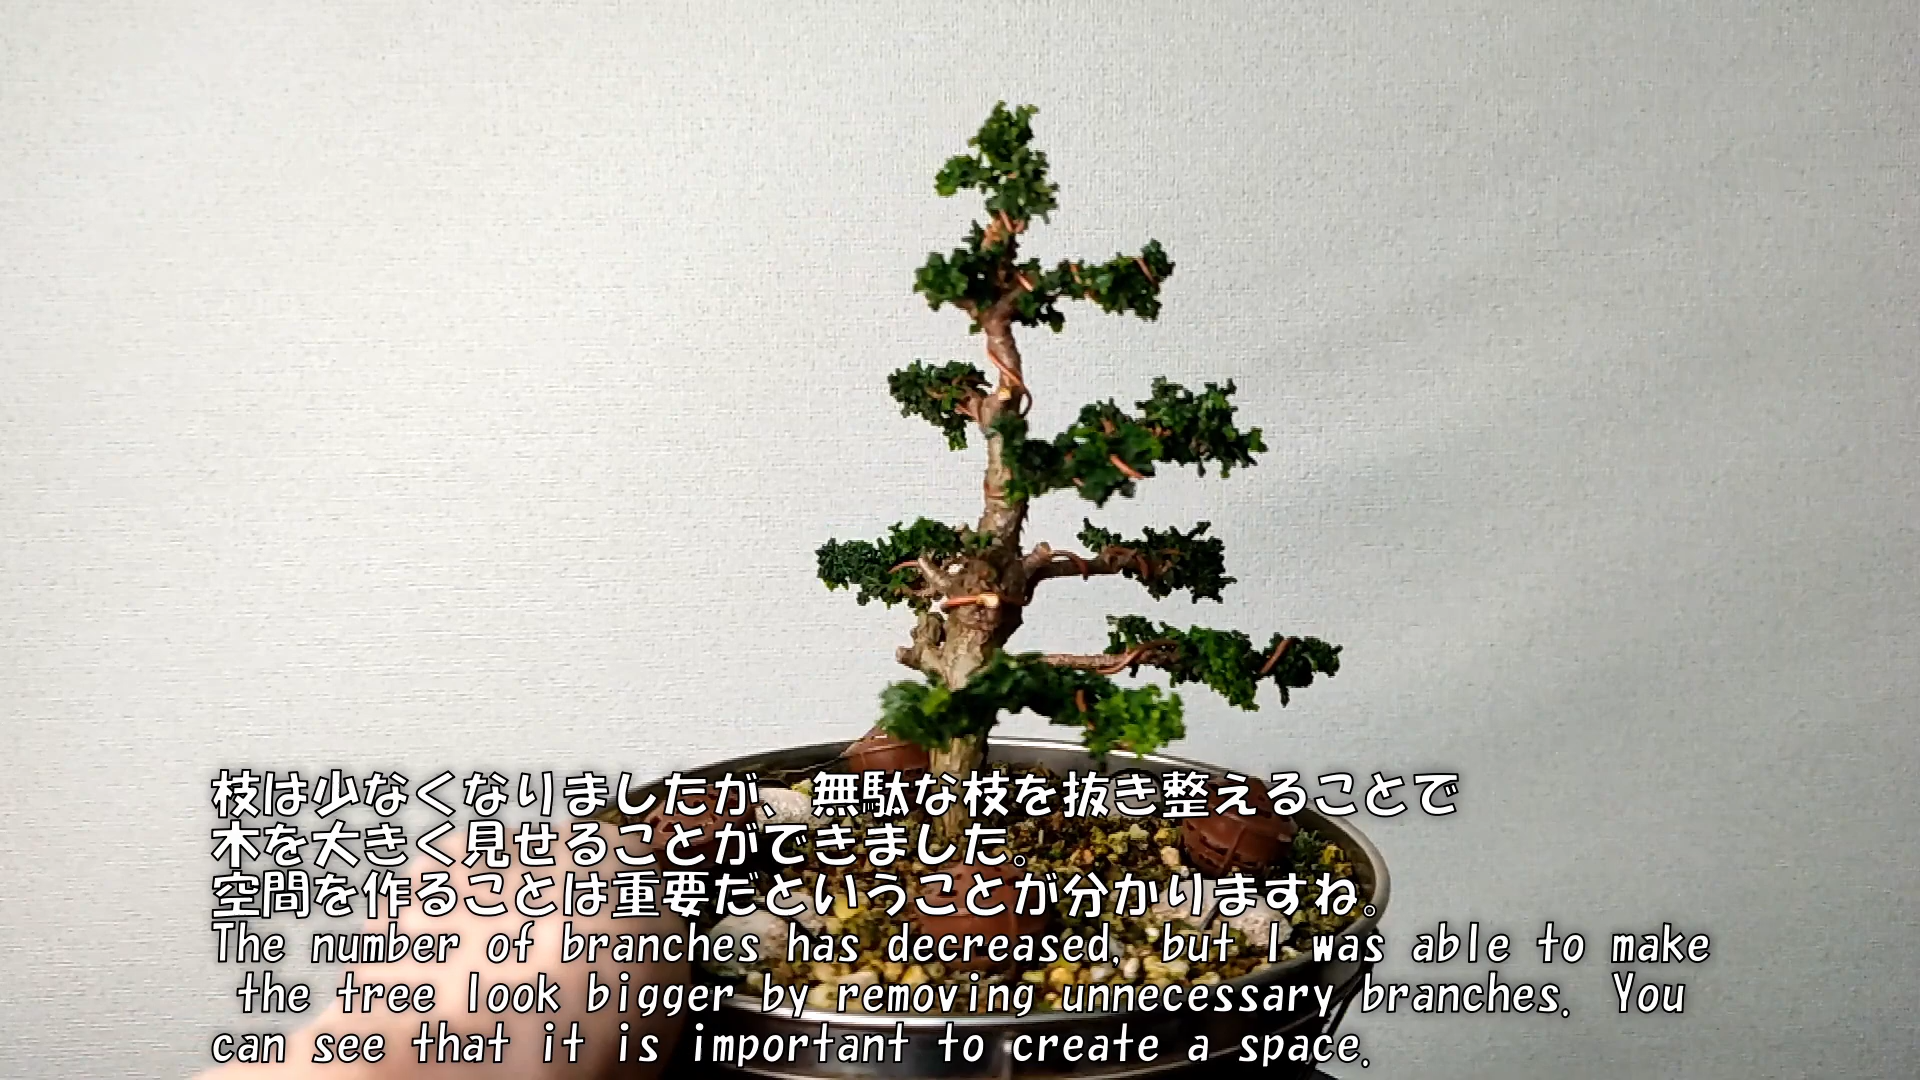 枝は少なくなりましたが、無駄な枝を抜き整えることで
木を大きく見せることができました。
空間を作ることは重要だということが分かりますね。
The number of branches has decreased, but I was able to make
the tree look bigger by removing unnecessary branches. You
can see that it is important to create a space.